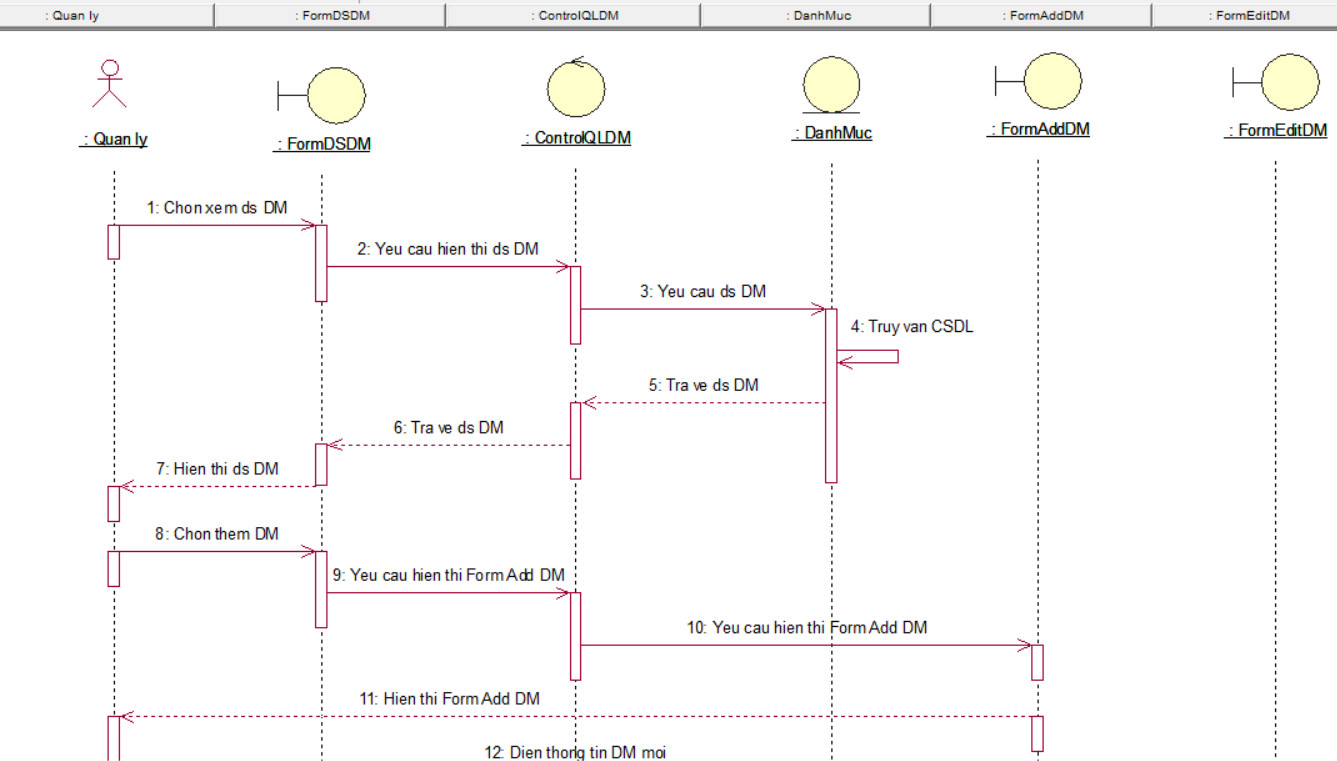 : Quan ly
: FormDSDM
: ControlQLDM
: DanhMuc
: FormAddDM
: FormEditDM
: Quan ly
: FormDSDM
: ControlQLDM
: DanhMuc
: FormAddDM
: FormEditDM
1: Chon xem ds DM
2: Yeu cau hien thi ds DM
3: Yeu cau ds DM
4: Truy van CSDL
5: Tra ve ds DM
6: Tra ve ds DM
7: Hien thi ds DM
8: Chon them DM
9: Yeu cau hien thi Form Add DM
10: Yeu cau hien thi Form Add DM
11: Hien thi Form Add DM
12: Dien thong tin DM moi